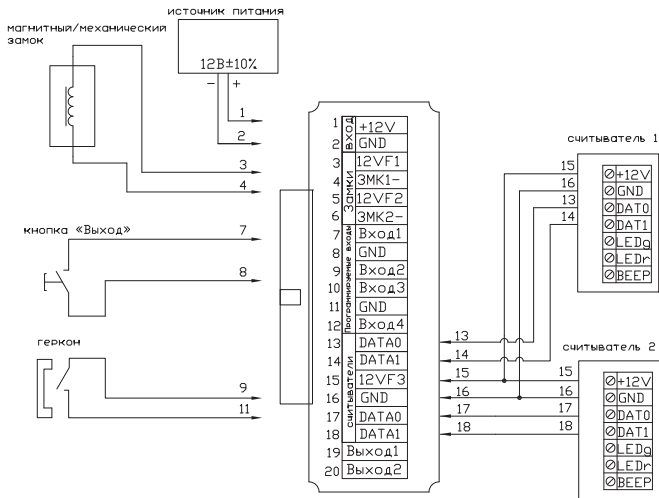 источник питания
магнитный/механический
замок
12В±10%
− +
1
2
3
4
кнопка «Выход»
7
8
геркон
9
11
вход
Замки
Программируемые входы
считыватели
1 +12V
2 GND
3 12VF1
4 ЗМК1-
5 12VF2
6 ЗМК2-
7 Вход1
8 GND
9 Вход2
10 Вход3
11 GND
12 Вход4
13 DATA0
14 DATA1
15 12VF3
16 GND
17 DATA0
18 DATA1
19 Выход1
20 Выход2
13
14
15
16
17
18
считыватель 1
15 +12V
16 GND
13 DAT0
14 DAT1
LEDg
LEDr
BEEP
считыватель 2
15 +12V
16 GND
17 DAT0
18 DAT1
LEDg
LEDr
BEEP